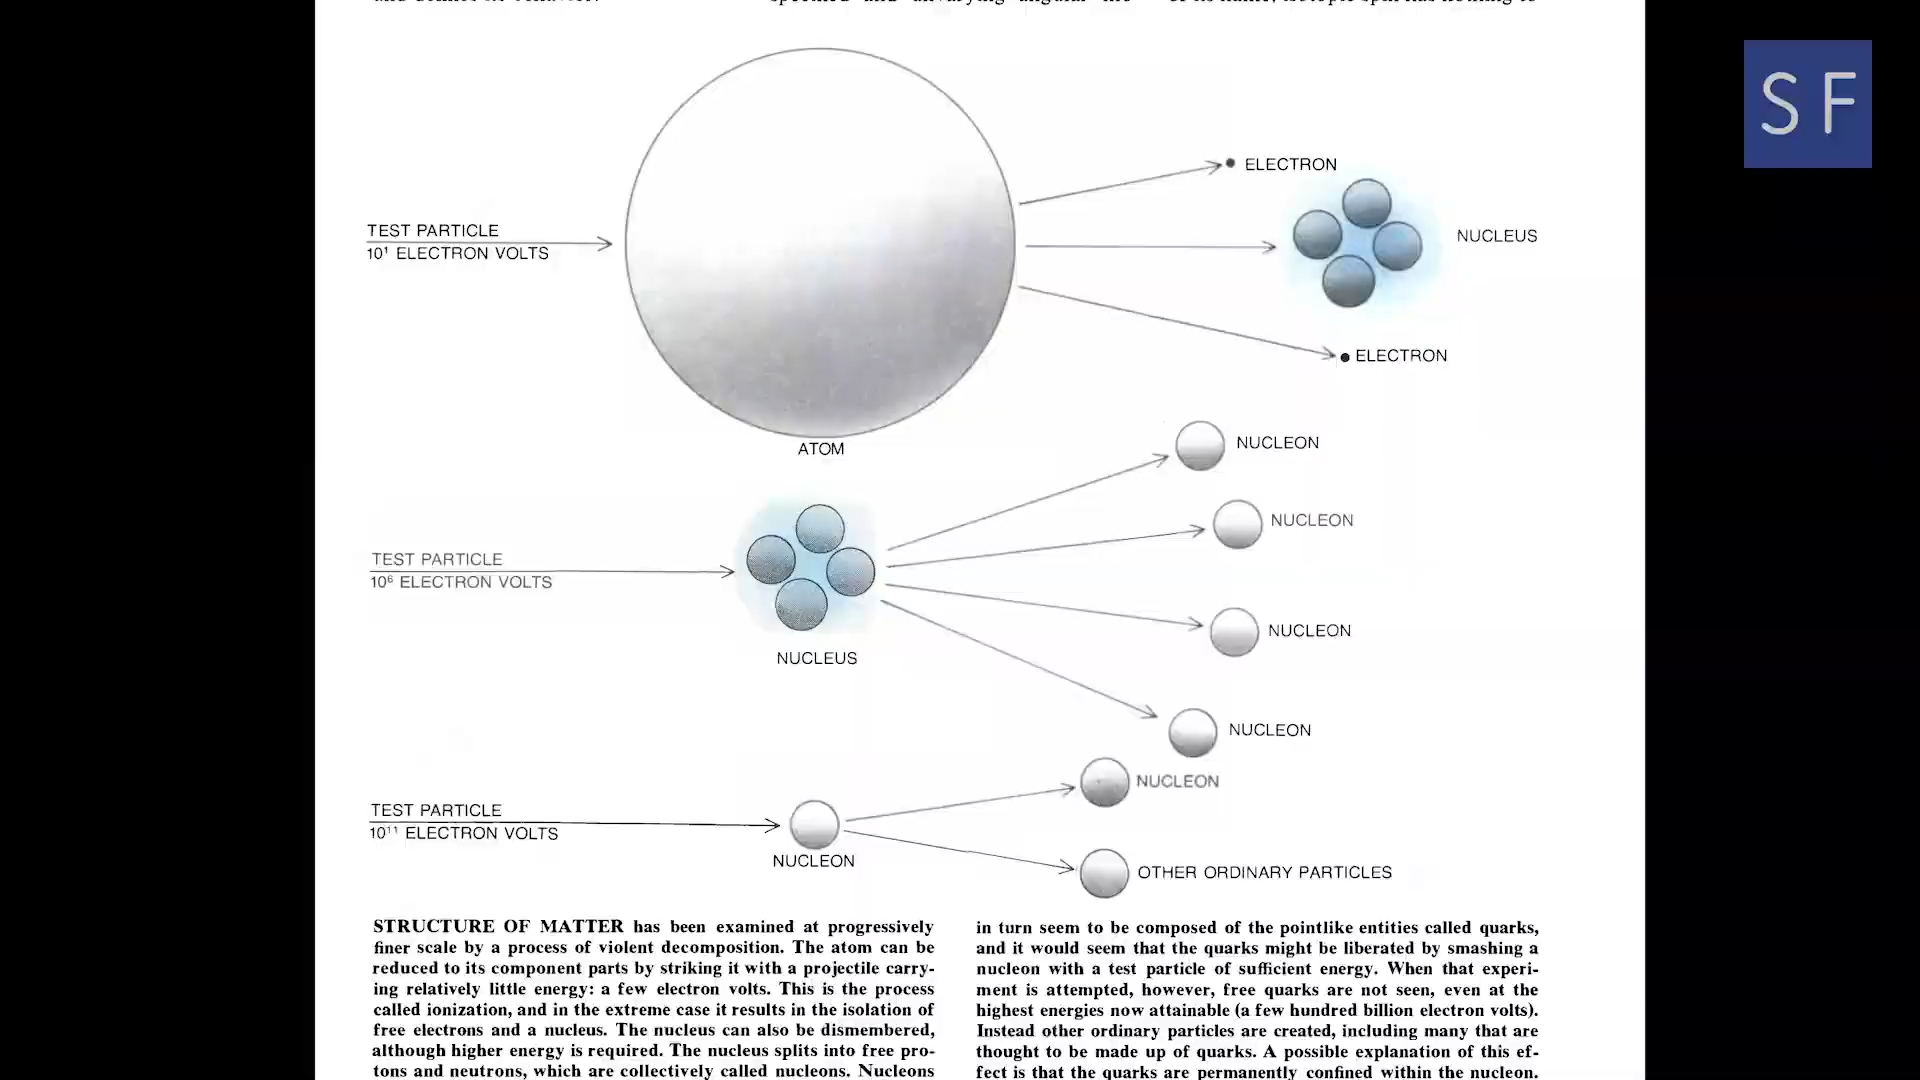 SF
ELECTRON
TEST PARTICLE
10¹ ELECTRON VOLTS
NUCLEUS
ELECTRON
ATOM
NUCLEON
NUCLEON
TEST PARTICLE
10⁶ ELECTRON VOLTS
NUCLEON
NUCLEUS
NUCLEON
NUCLEON
TEST PARTICLE
10¹¹ ELECTRON VOLTS
NUCLEON
OTHER ORDINARY PARTICLES
STRUCTURE OF MATTER has been examined at progressively
finer scale by a process of violent decomposition. The atom can be
reduced to its component parts by striking it with a projectile carry-
ing relatively little energy: a few electron volts. This is the process
called ionization, and in the extreme case it results in the isolation of
free electrons and a nucleus. The nucleus can also be dismembered,
although higher energy is required. The nucleus splits into free pro-
tons and neutrons, which are collectively called nucleons. Nucleons
in turn seem to be composed of the pointlike entities called quarks,
and it would seem that the quarks might be liberated by smashing a
nucleon with a test particle of sufficient energy. When that experi-
ment is attempted, however, free quarks are not seen, even at the
highest energies now attainable (a few hundred billion electron volts).
Instead other ordinary particles are created, including many that are
thought to be made up of quarks. A possible explanation of this ef-
fect is that the quarks are permanently confined within the nucleon.